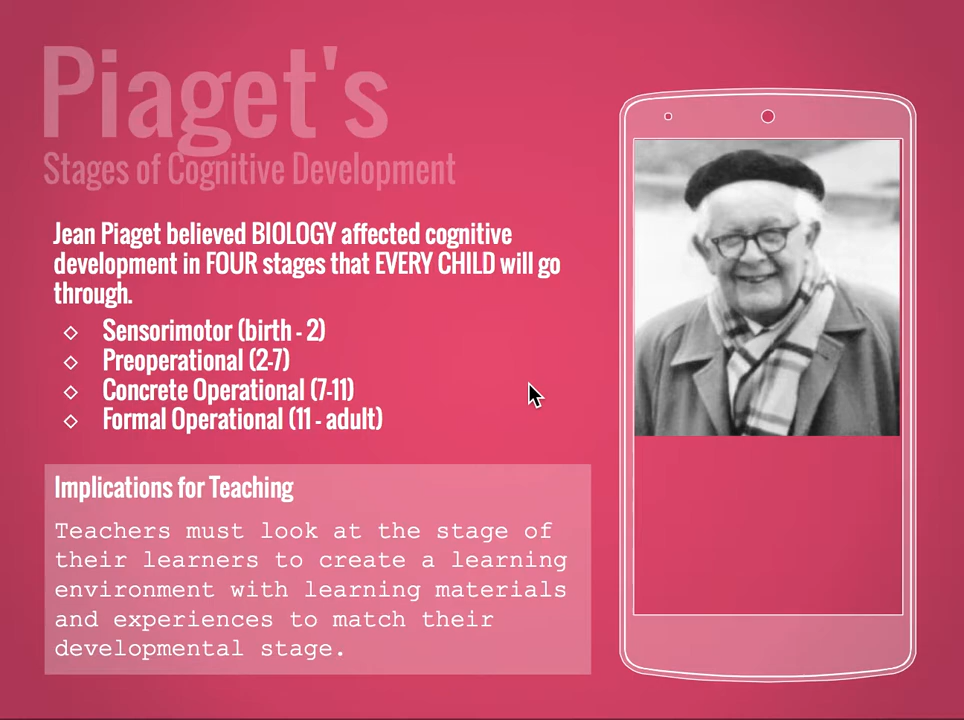 Piaget's
Stages of Cognitive Development
Jean Piaget believed BIOLOGY affected cognitive
development in FOUR stages that EVERY CHILD will go
through.
◇ Sensorimotor (birth - 2)
◇ Preoperational (2-7)
◇ Concrete Operational (7-11)
◇ Formal Operational (11 - adult)
Implications for Teaching
Teachers must look at the stage of
their learners to create a learning
environment with learning materials
and experiences to match their
developmental stage.